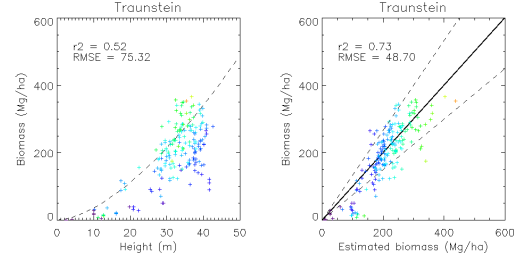 Traunstein
r2 = 0.52
RMSE = 75.32
Biomass (Mg/ha)
600
400
200
0
0 10 20 30 40 50
Height (m)
Traunstein
r2 = 0.73
RMSE = 48.70
Biomass (Mg/ha)
600
400
200
0
0 200 400 600
Estimated biomass (Mg/ha)